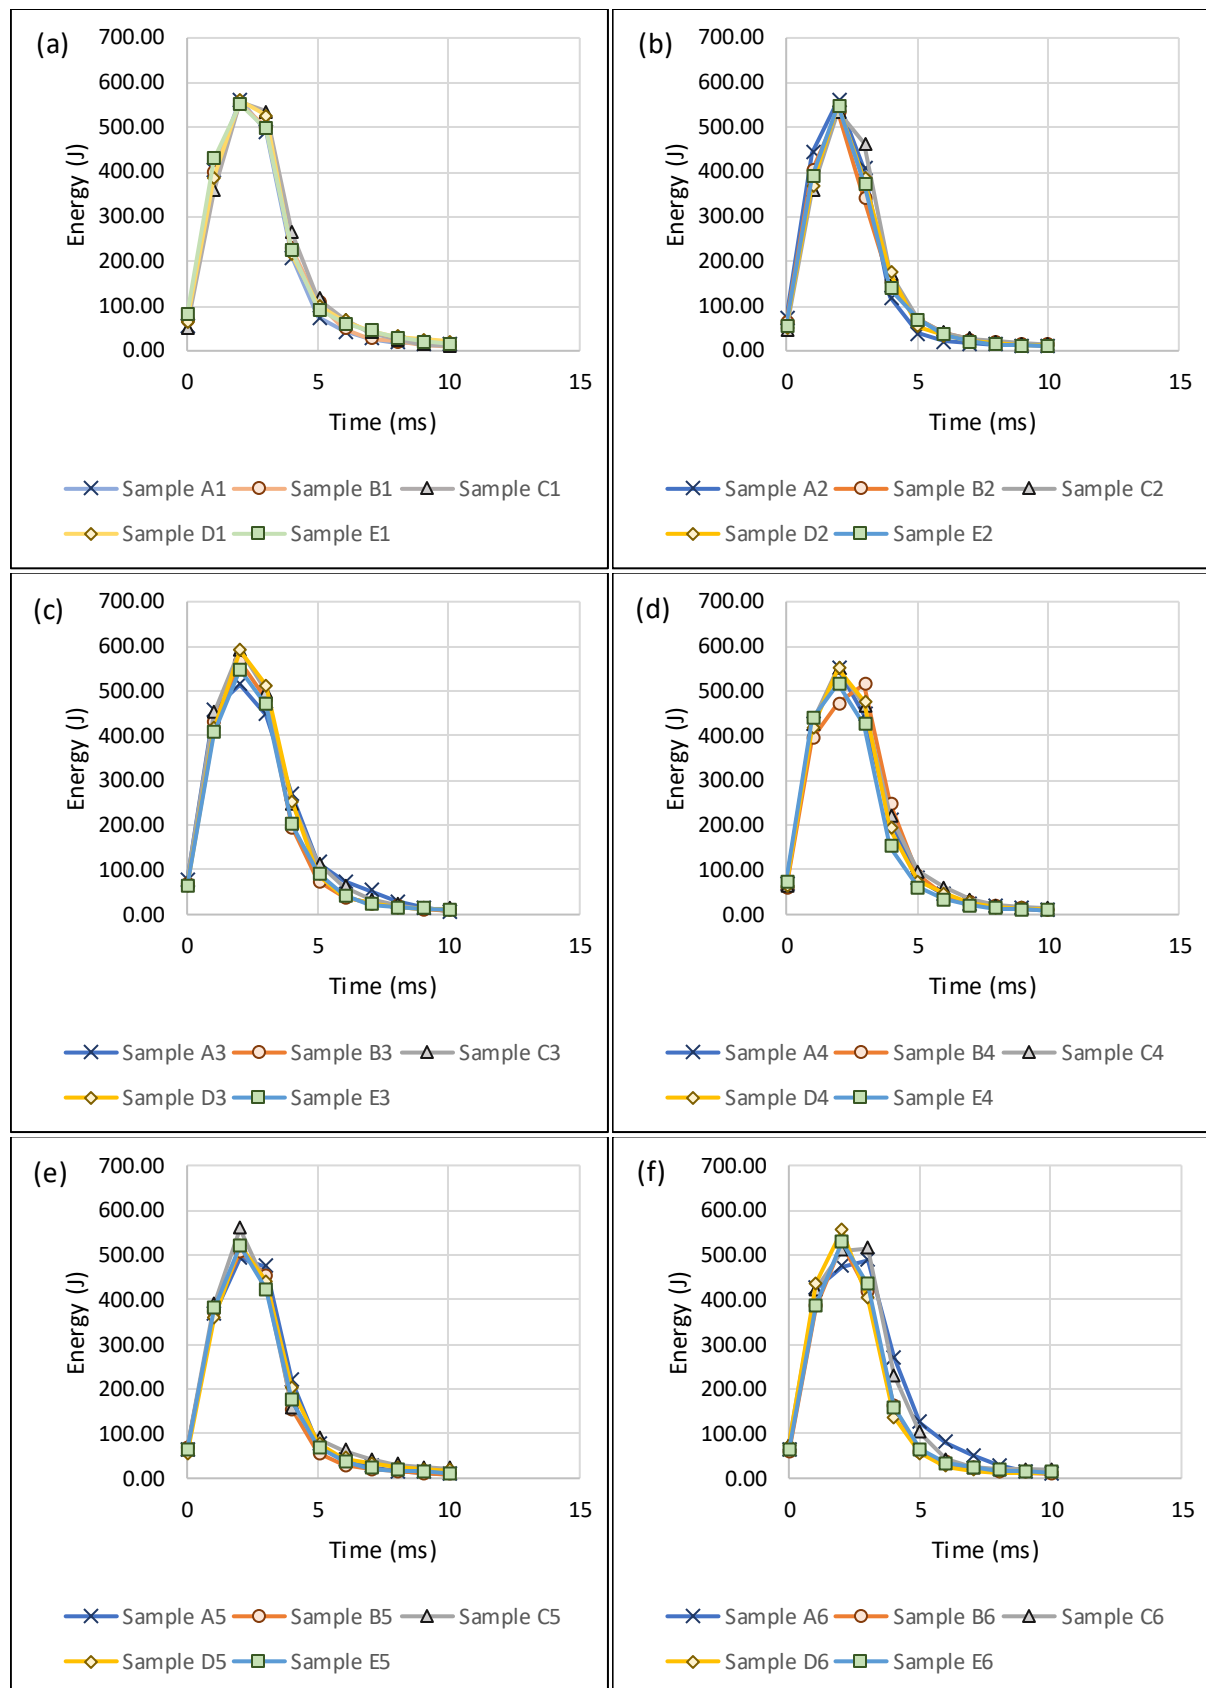 (a)
700.00
600.00
500.00
400.00
300.00
200.00
100.00
0.00
Energy (J)
0 5 10 15
Time (ms)
Sample A1 Sample B1 Sample C1
Sample D1 Sample E1
(b)
700.00
600.00
500.00
400.00
300.00
200.00
100.00
0.00
Energy (J)
0 5 10 15
Time (ms)
Sample A2 Sample B2 Sample C2
Sample D2 Sample E2
(c)
700.00
600.00
500.00
400.00
300.00
200.00
100.00
0.00
Energy (J)
0 5 10 15
Time (ms)
Sample A3 Sample B3 Sample C3
Sample D3 Sample E3
(d)
700.00
600.00
500.00
400.00
300.00
200.00
100.00
0.00
Energy (J)
0 5 10 15
Time (ms)
Sample A4 Sample B4 Sample C4
Sample D4 Sample E4
(e)
700.00
600.00
500.00
400.00
300.00
200.00
100.00
0.00
Energy (J)
0 5 10 15
Time (ms)
Sample A5 Sample B5 Sample C5
Sample D5 Sample E5
(f)
700.00
600.00
500.00
400.00
300.00
200.00
100.00
0.00
Energy (J)
0 5 10 15
Time (ms)
Sample A6 Sample B6 Sample C6
Sample D6 Sample E6